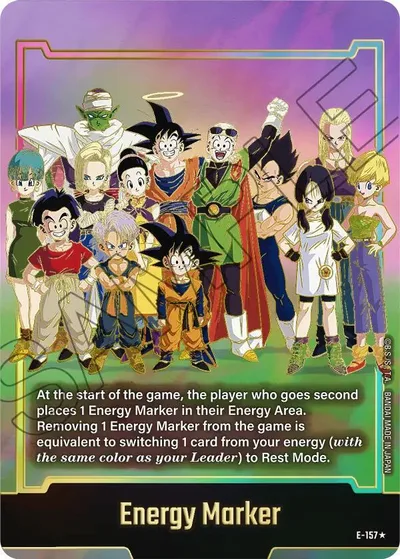 SAMPLE
At the start of the game, the player who goes second
places 1 Energy Marker in their Energy Area.
Removing 1 Energy Marker from the game is
equivalent to switching 1 card from your energy (with
the same color as your Leader) to Rest Mode.
©B.S./S.,T.A. BANDAI MADE IN JAPAN
Energy Marker
E-157★